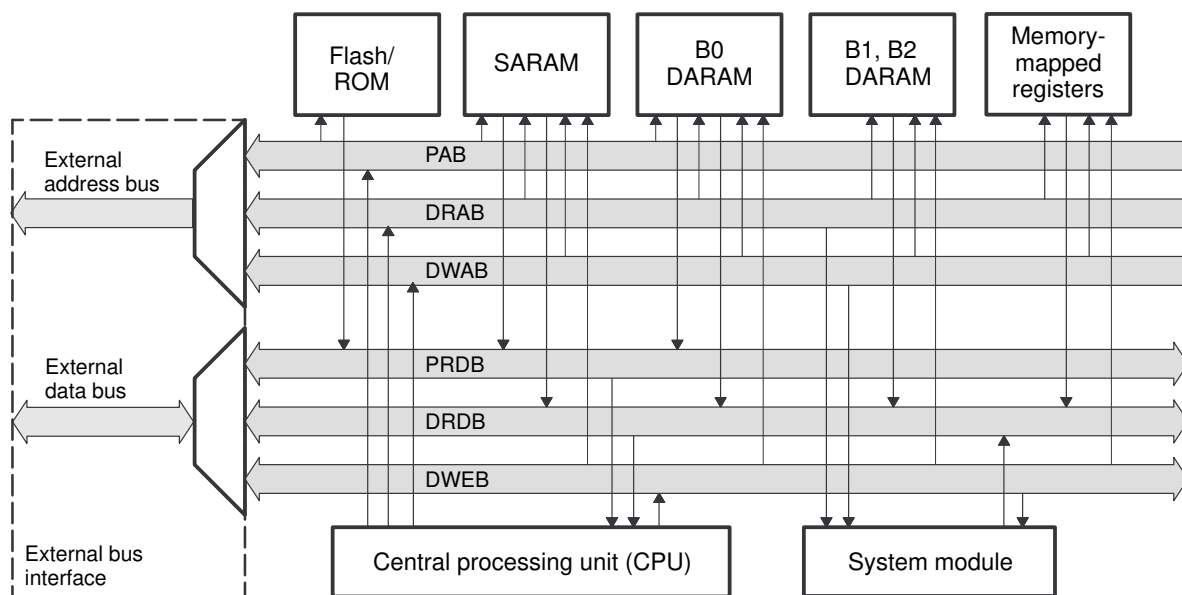 Flash/
ROM
SARAM
B0
DARAM
B1, B2
DARAM
Memory-
mapped
registers
External
address bus
PAB
DRAB
DWAB
External
data bus
PRDB
DRDB
DWEB
External bus
interface
Central processing unit (CPU)
System module